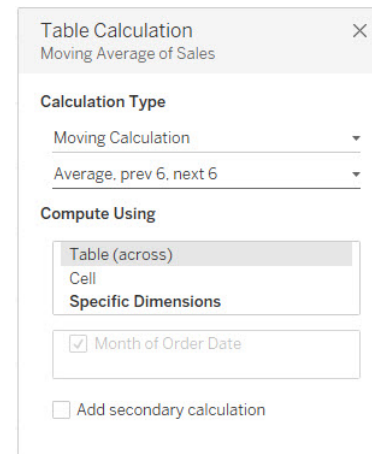 Table Calculation
Moving Average of Sales
Calculation Type
Moving Calculation
Average, prev 6, next 6
Compute Using
Table (across)
Cell
Specific Dimensions
Month of Order Date
Add secondary calculation